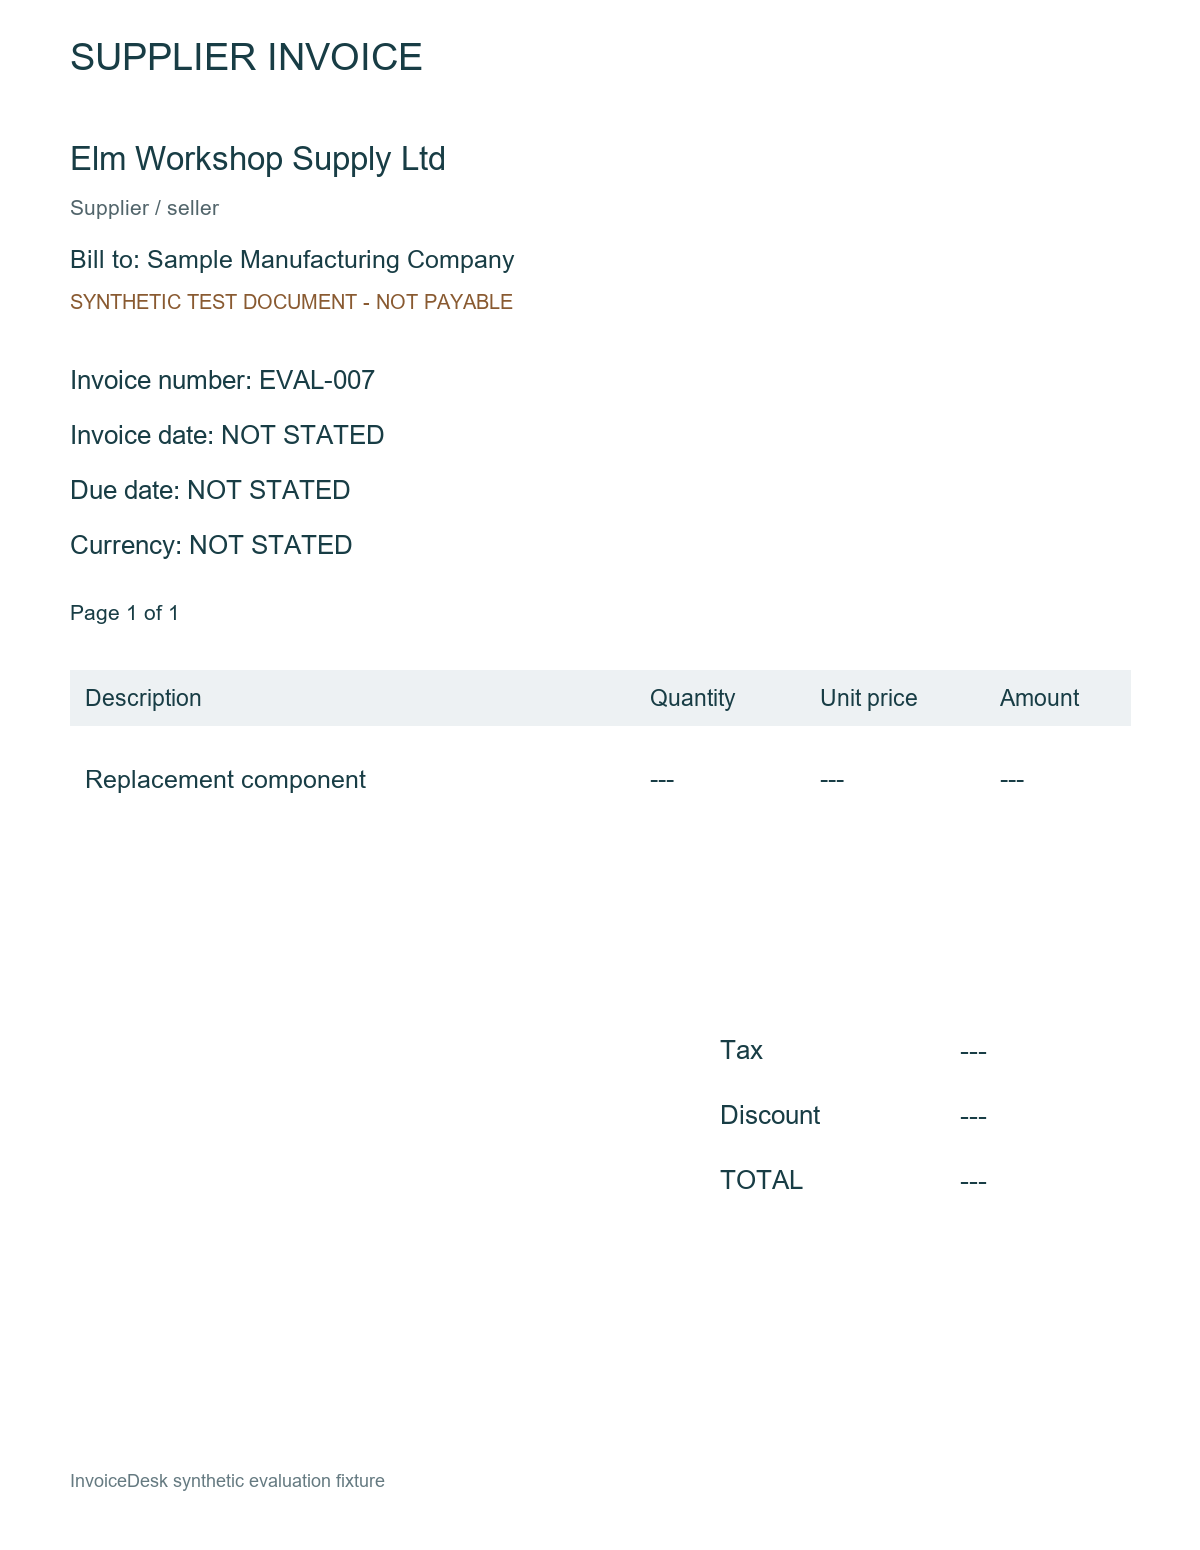 SUPPLIER INVOICE
Elm Workshop Supply Ltd
Supplier / seller
Bill to: Sample Manufacturing Company
SYNTHETIC TEST DOCUMENT - NOT PAYABLE
Invoice number: EVAL-007
Invoice date: NOT STATED
Due date: NOT STATED
Currency: NOT STATED
Page 1 of 1
Description Quantity Unit price Amount
Replacement component --- --- ---
Tax ---
Discount ---
TOTAL ---
InvoiceDesk synthetic evaluation fixture